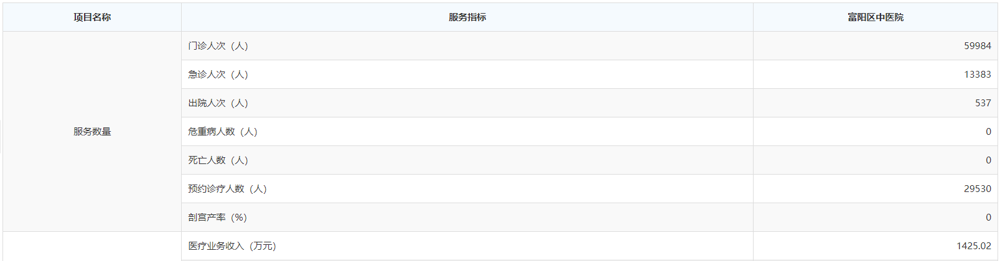 项目名称 服务指标 富阳区中医院
门诊人次（人） 59984
急诊人次（人） 13383
出院人次（人） 537
服务数量 危重病人数（人） 0
死亡人数（人） 0
预约诊疗人数（人） 29530
剖宫产率（%） 0
医疗业务收入（万元） 1425.02